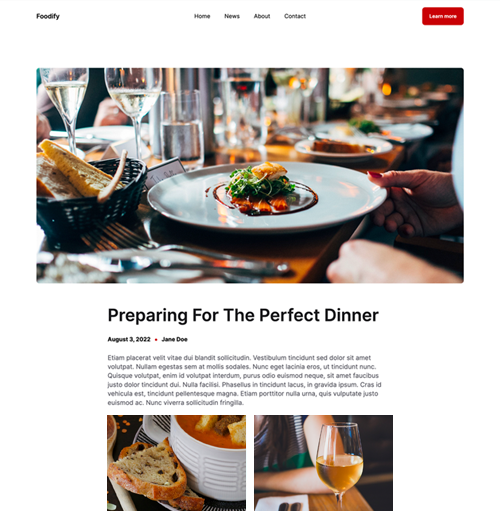 Foodify
Home News About Contact
Learn more
Preparing For The Perfect Dinner
August 3, 2022 • Jane Doe
Etiam placerat velit vitae dui blandit sollicitudin. Vestibulum tincidunt sed dolor sit amet
volutpat. Nullam egestas sem at mollis sodales. Nunc eget lacinia eros, ut tincidunt nunc.
Quisque volutpat, enim id volutpat interdum, purus odio euismod neque, sit amet faucibus
justo dolor tincidunt dui. Nulla facilisi. Phasellus in tincidunt lacus, in gravida ipsum. Cras id
vehicula est, tincidunt pellentesque magna. Etiam porttitor nulla urna, quis vulputate justo
euismod ac. Nunc viverra sollicitudin fringilla.